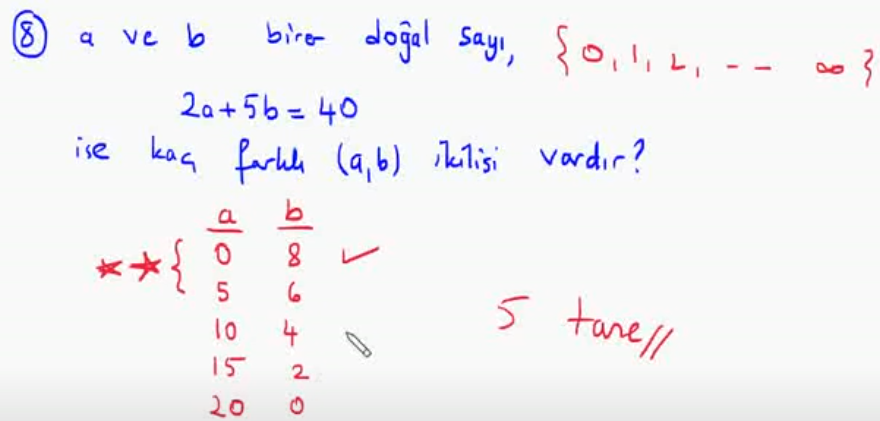 8 a ve b birer doğal sayı, {0, 1, 2, -- ∞}
2a+5b=40
ise kaç farklı (a,b) ikilisi vardır?
a b
0 8 ✓
5 6
10 4
15 2
20 0
5 tane//